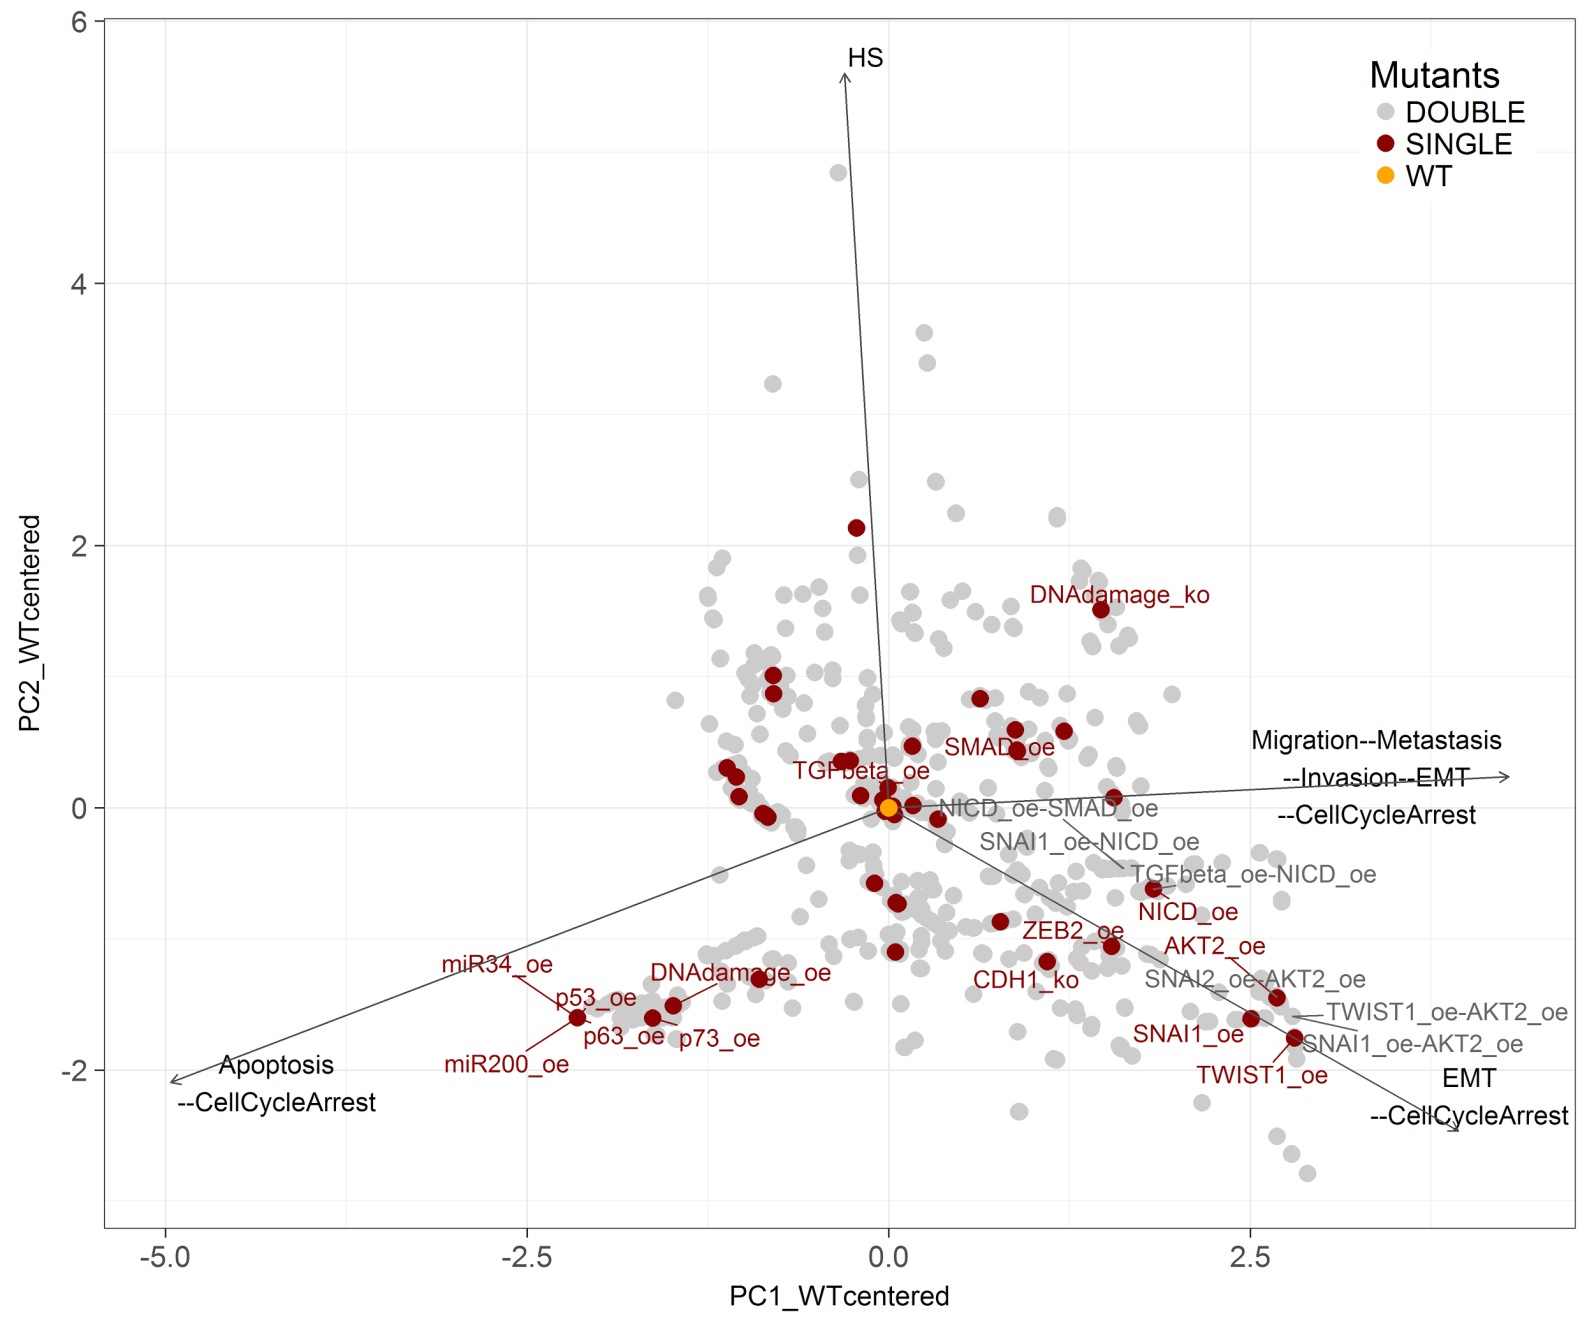 6
HS
Mutants
DOUBLE
SINGLE
WT
4
2
DNAdamage_ko
SMAD_oe
Migration--Metastasis
TGFbeta_oe
--Invasion--EMT
0
NICD_oe-SMAD_oe
--CellCycleArrest
SNAI1_oe-NICD_oe
TGFbeta_oe-NICD_oe
NICD_oe
ZEB2_oe
AKT2_oe
miR34_oe
DNAdamage_oe
CDH1_ko
SNAI2_oe-AKT2_oe
p53_oe
TWIST1_oe-AKT2_oe
p63_oe
p73_oe
SNAI1_oe
SNAI1_oe-AKT2_oe
-2
Apoptosis
miR200_oe
TWIST1_oe
EMT
--CellCycleArrest
--CellCycleArrest
-5.0
-2.5
0.0
2.5
PC1_WTcentered
PC2_WTcentered